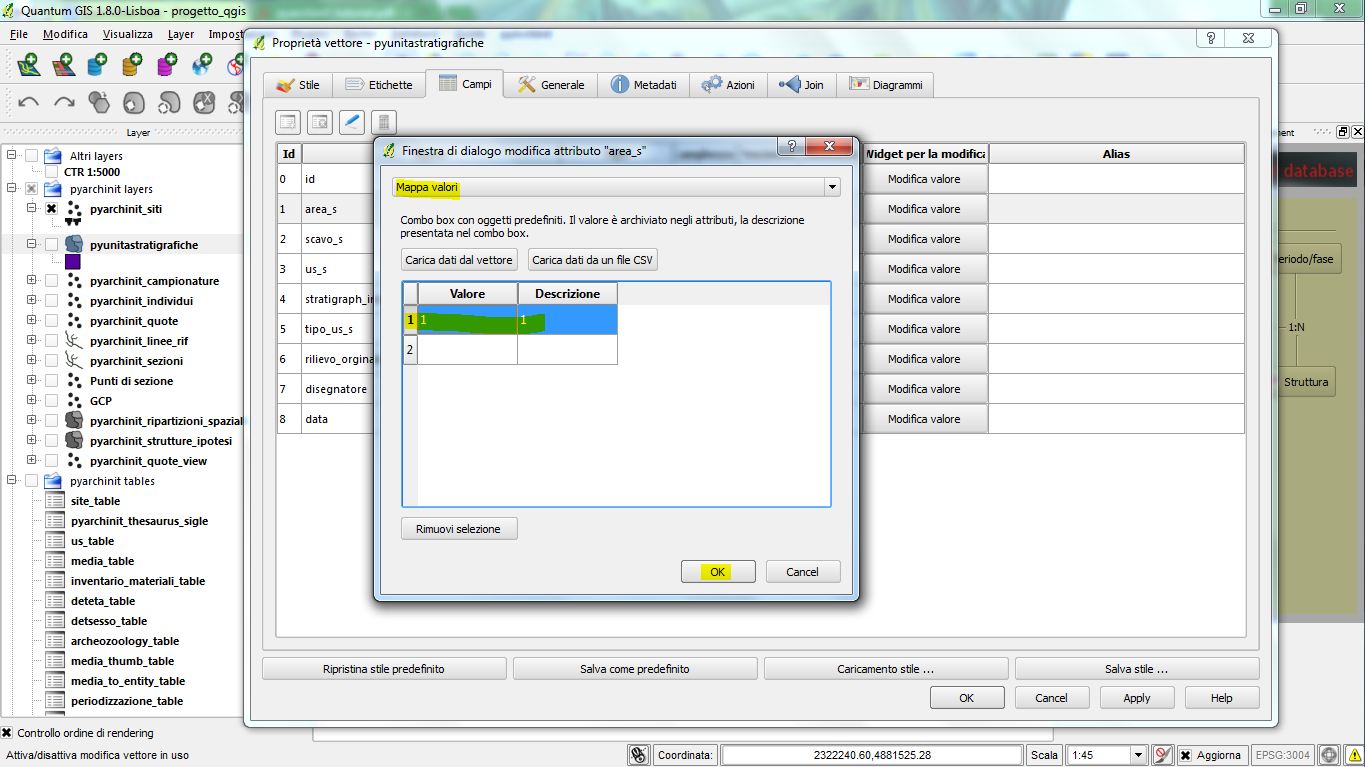 Quantum GIS 1.8.0-Lisboa - progetto_qgis
File Modifica Visualizza Layer
Proprietà vettore - pyunitastratigrafiche
Stile Etichette Campi Generale Metadati Azioni Join Diagrammi
Layer
Altri layers
CTR 1:5000
pyarchinit layers
pyarchinit_siti
pyunitastratigrafiche
pyarchinit_campionature
pyarchinit_individui
pyarchinit_quote
pyarchinit_linee_rif
pyarchinit_sezioni
Punti di sezione
GCP
pyarchinit_ripartizioni_spazial
pyarchinit_strutture_ipotesi
pyarchinit_quote_view
pyarchinit tables
site_table
pyarchinit_thesaurus_sigle
us_table
media_table
inventario_materiali_table
deteta_table
detsesso_table
archeozoology_table
media_thumb_table
media_to_entity_table
periodizzazione_table
Id Widget per la modifica Alias
0 id Modifica valore
1 area_s Modifica valore
2 scavo_s Modifica valore
3 us_s Modifica valore
4 stratigraph_in Modifica valore
5 tipo_us_s Modifica valore
6 rilievo_orgina Modifica valore
7 disegnatore Modifica valore
8 data Modifica valore
Finestra di dialogo modifica attributo "area_s"
Mappa valori
Combo box con oggetti predefiniti. Il valore è archiviato negli attributi, la descrizione
presentata nel combo box.
Carica dati dal vettore Carica dati da un file CSV
Valore Descrizione
1 1 1
2
Rimuovi selezione
OK Cancel
database
eriodo/fase
1:N
Struttura
Ripristina stile predefinito Salva come predefinito Caricamento stile ... Salva stile ...
OK Cancel Apply Help
Controllo ordine di rendering
Attiva/disattiva modifica vettore in uso Coordinata: 2322240.60,4881525.28 Scala 1:45 Aggiorna EPSG:3004